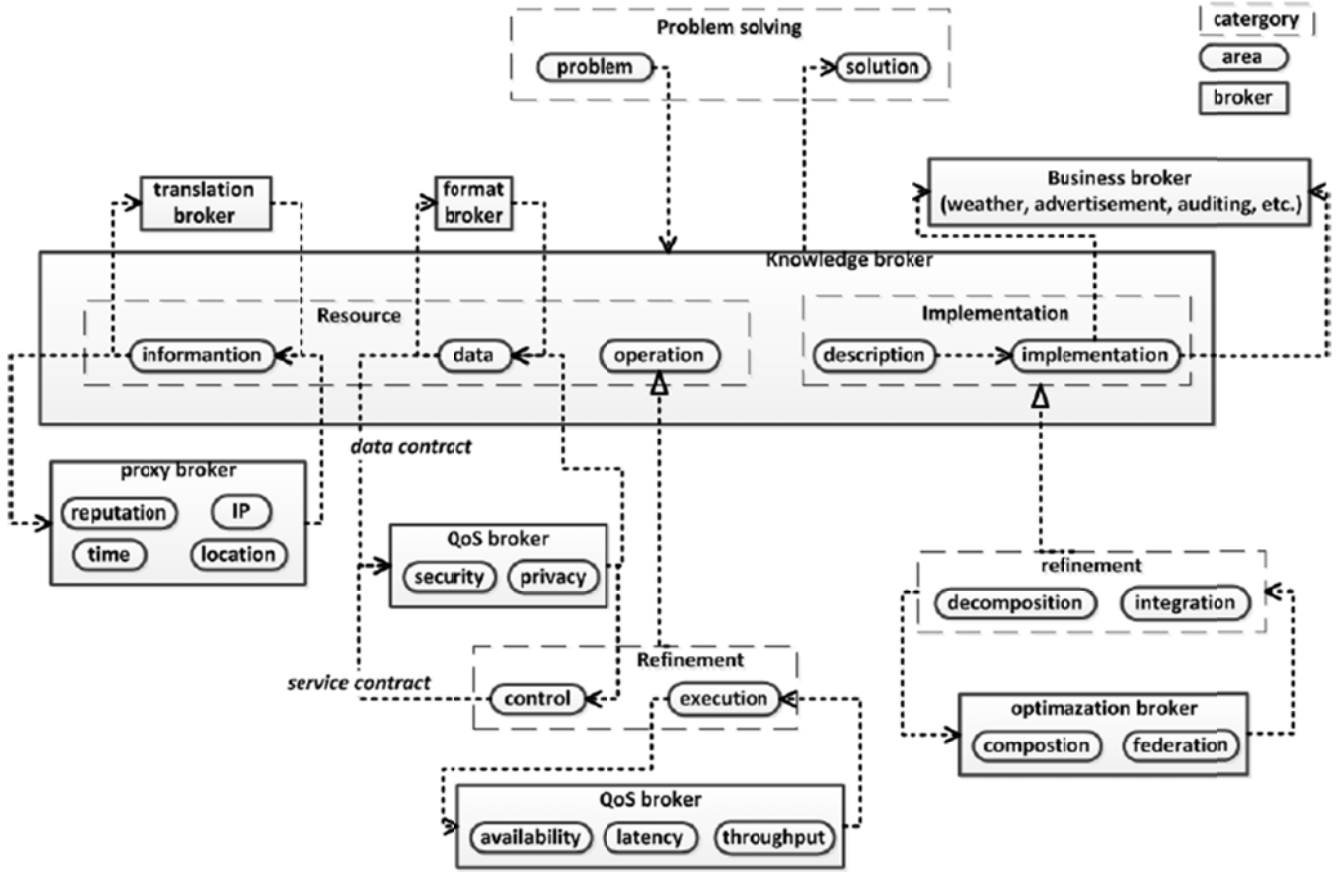 Problem solving
problem
solution
catergory
area
broker
translation
broker
format
broker
Business broker
(weather, advertisement, auditing, etc.)
Knowledge broker
Resource
informantion
data
operation
Implementation
description
implementation
data contract
proxy broker
reputation
IP
time
location
QoS broker
security
privacy
refinement
decomposition
integration
service contract
Refinement
control
execution
optimazation broker
compostion
federation
QoS broker
availability
latency
throughput